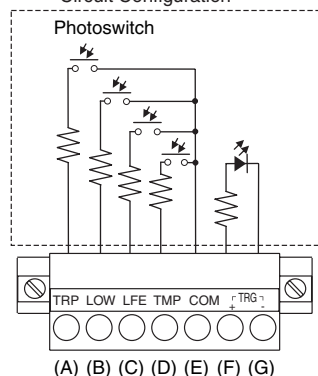 Circuit Configuration
Photoswitch
TRP LOW LFE TMP COM TRG
+ -
(A) (B) (C) (D) (E) (F) (G)